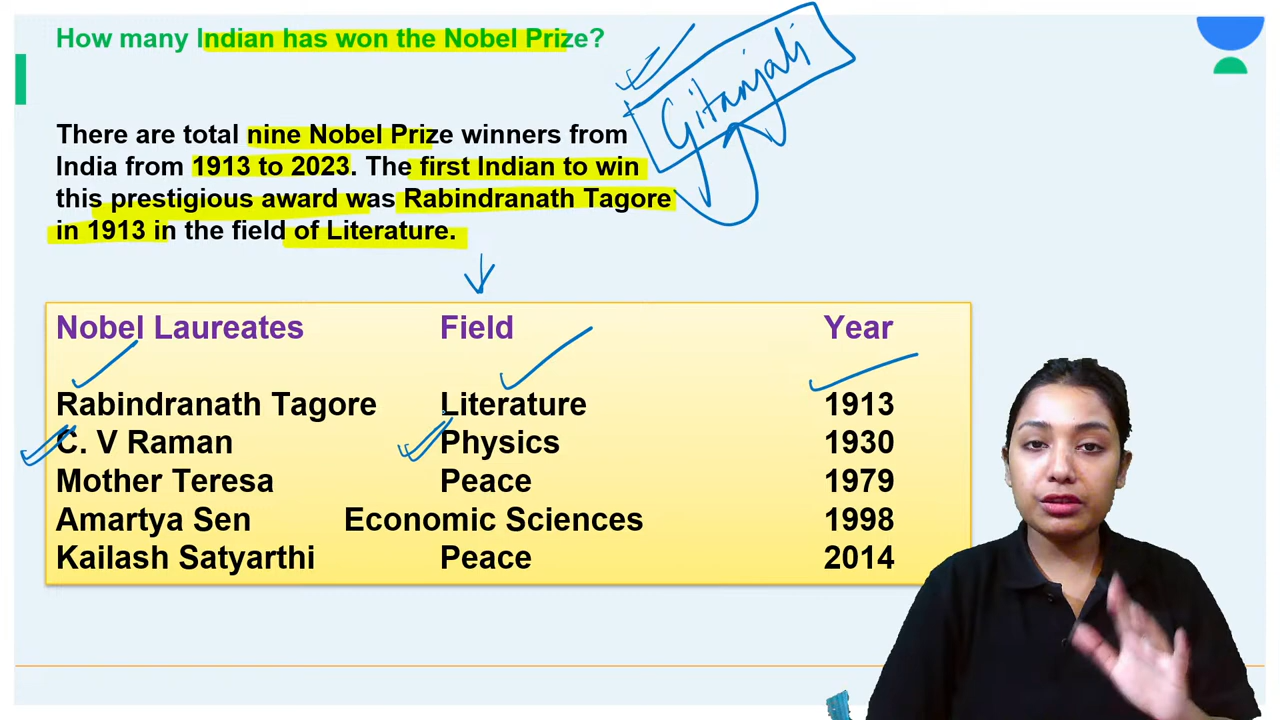 How many Indian has won the Nobel Prize?
Gitanjali
There are total nine Nobel Prize winners from
India from 1913 to 2023. The first Indian to win
this prestigious award was Rabindranath Tagore
in 1913 in the field of Literature.
Nobel Laureates Field Year
Rabindranath Tagore Literature 1913
C. V Raman Physics 1930
Mother Teresa Peace 1979
Amartya Sen Economic Sciences 1998
Kailash Satyarthi Peace 2014